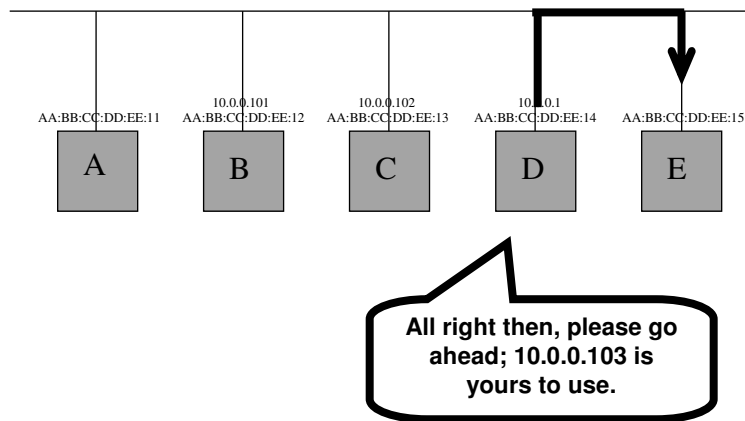 10.0.0.101
10.0.0.102
AA:BB:CC:DD:EE:11
AA:BB:CC:DD:EE:12
AA:BB:CC:DD:EE:13
AA:BB:CC:DD:EE:14
AA:BB:CC:DD:EE:15
A
B
C
D
E
All right then, please go
ahead; 10.0.0.103 is
yours to use.